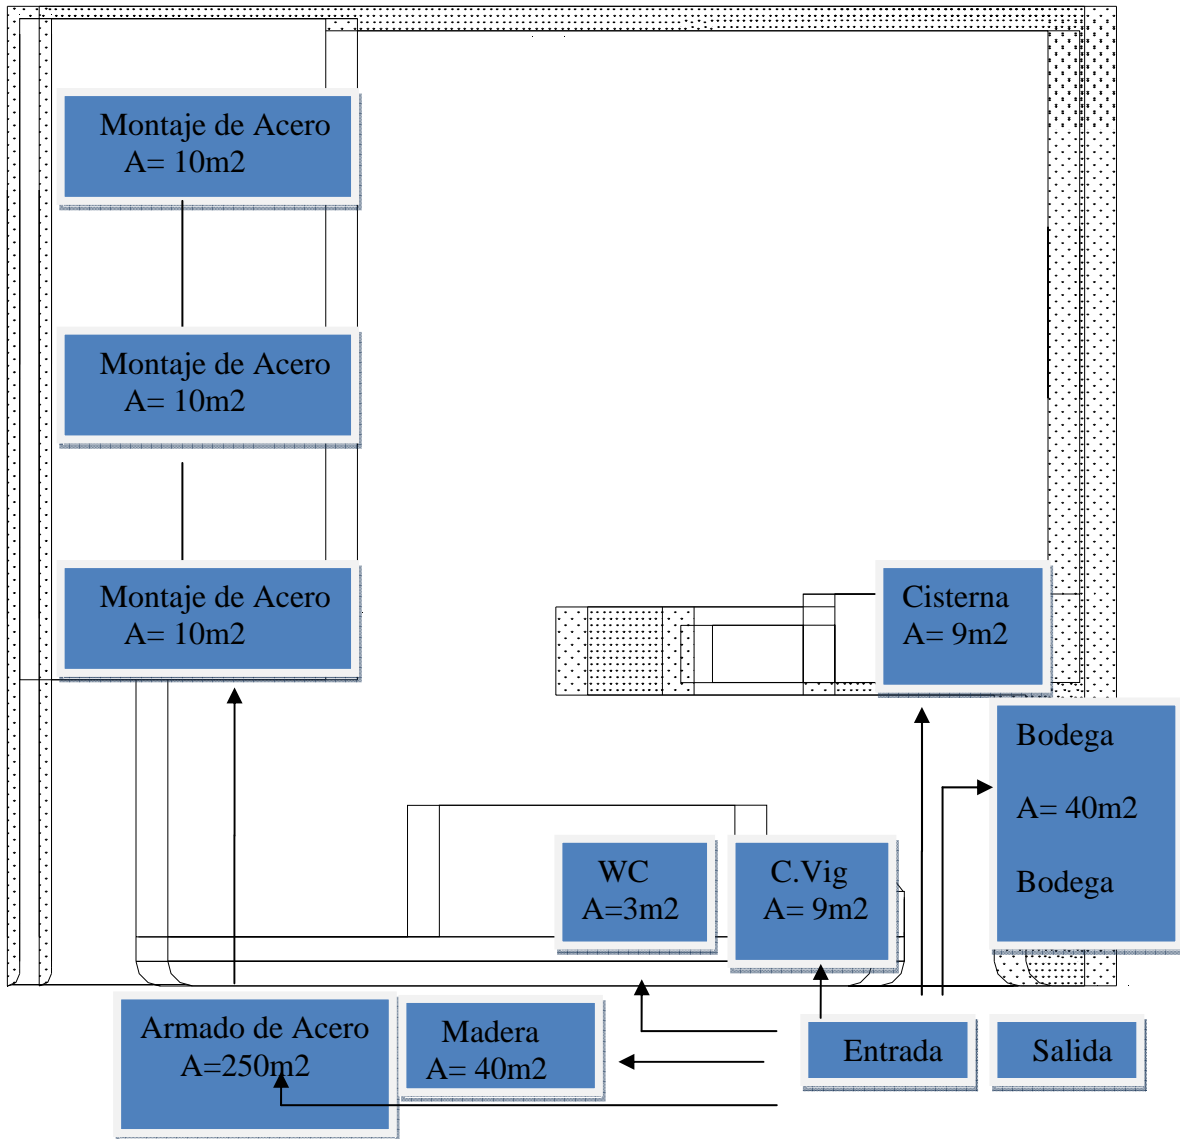 Montaje de Acero
A= 10m2
Montaje de Acero
A= 10m2
Montaje de Acero
A= 10m2
Cisterna
A= 9m2
Bodega
A= 40m2
Bodega
WC
A=3m2
C.Vig
A= 9m2
Armado de Acero
A=250m2
Madera
A= 40m2
Entrada
Salida